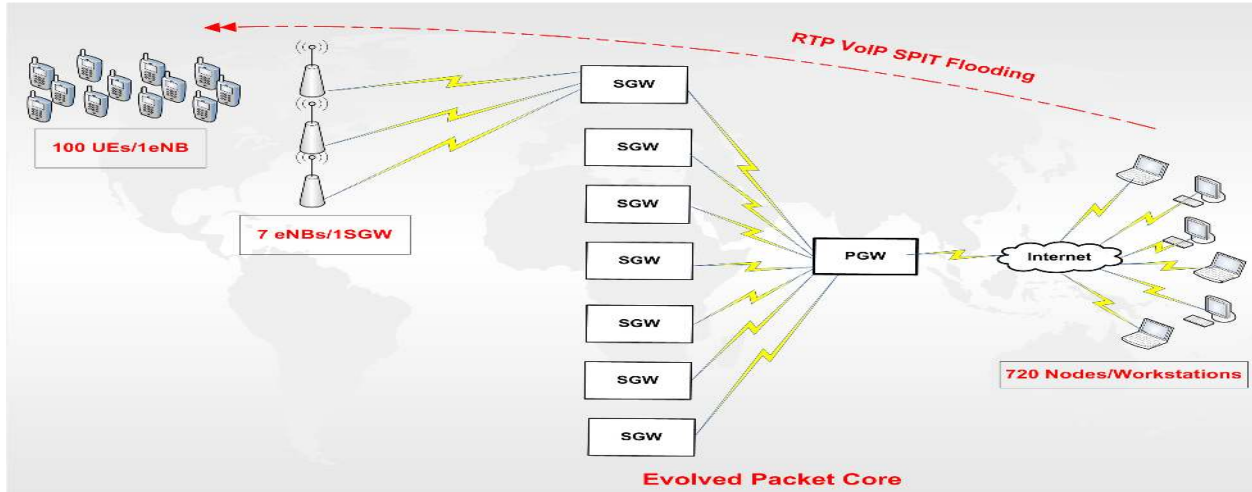 RTP VoIP SPIT Flooding
100 UEs/1eNB
7 eNBs/1SGW
SGW
SGW
SGW
SGW
SGW
SGW
SGW
PGW
Internet
720 Nodes/Workstations
Evolved Packet Core